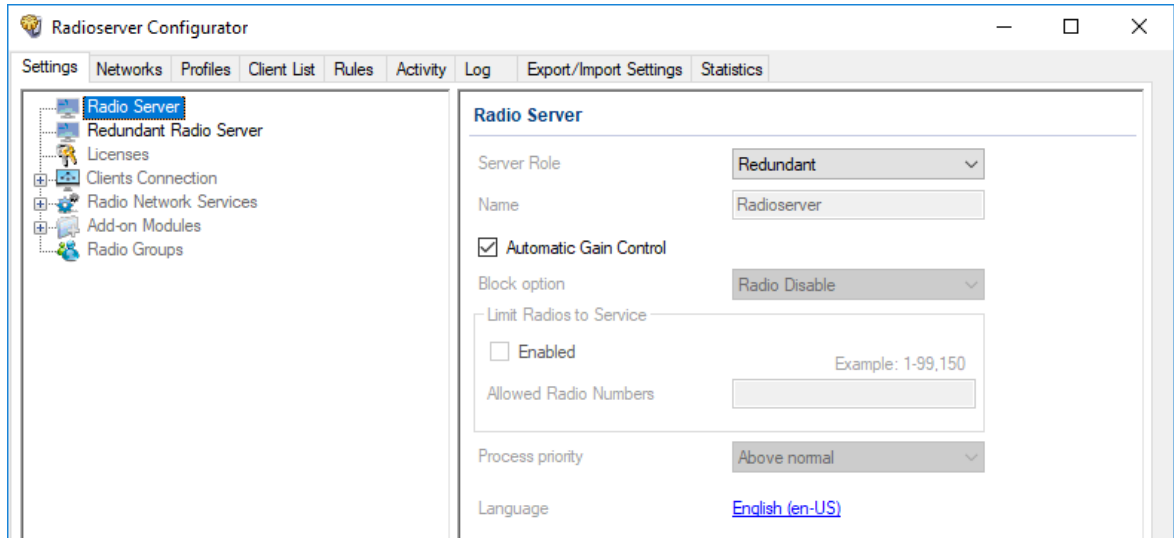 Radioserver Configurator
Settings Networks Profiles Client List Rules Activity Log Export/Import Settings Statistics
Radio Server
Redundant Radio Server
Licenses
Clients Connection
Radio Network Services
Add-on Modules
Radio Groups
Radio Server
Server Role Redundant
Name Radioserver
Automatic Gain Control
Block option Radio Disable
Limit Radios to Service
Enabled
Example: 1-99,150
Allowed Radio Numbers
Process priority Above normal
Language English (en-US)